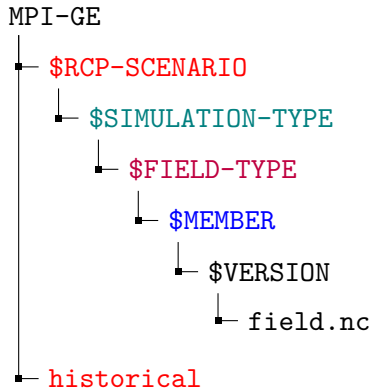 MPI-GE
$RCP-SCENARIO
$SIMULATION-TYPE
$FIELD-TYPE
$MEMBER
$VERSION
field.nc
historical